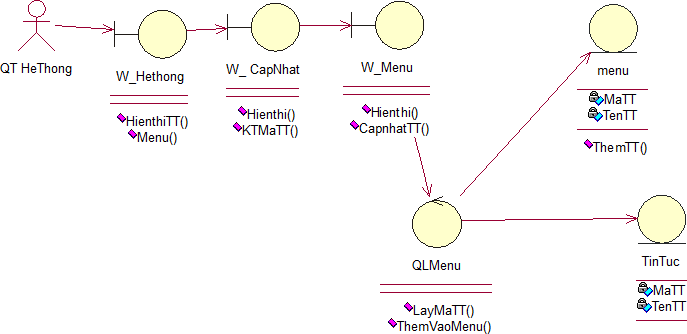 QT HeThong
W_Hethong
HienthiTT()
Menu()
W_ CapNhat
Hienthi()
KTMaTT()
W_Menu
Hienthi()
CapnhatTT()
menu
MaTT
TenTT
ThemTT()
QLMenu
LayMaTT()
ThemVaoMenu()
TinTuc
MaTT
TenTT